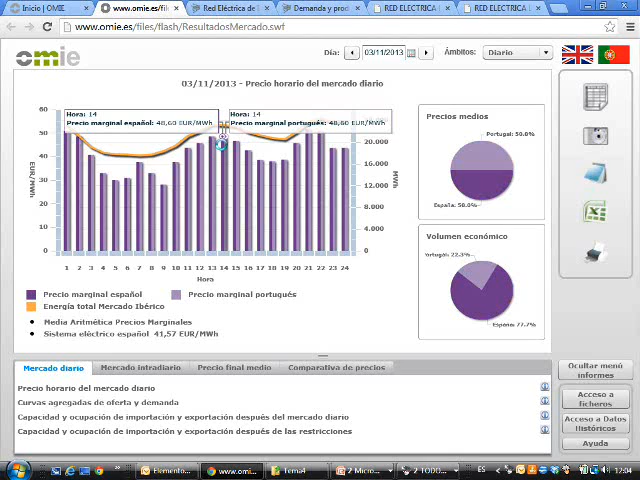 Inicio | OMIE
www.omie.es/fil
Red Eléctrica de
Demanda y prod
RED ELECTRICA
RED ELECTRICA
www.omie.es/files/flash/ResultadosMercado.swf
omie
Día: 03/11/2013 Ámbitos: Diario
03/11/2013 - Precio horario del mercado diario
Hora: 14
Precio marginal español: 48,60 EUR/MWh
Hora: 14
Precio marginal portugués: 48,60 EUR/MWh
60
50
40
30
20
10
0
EUR/MWh
20.000
16.000
12.000
8.000
4.000
0
MWh
1 2 3 4 5 6 7 8 9 10 11 12 13 14 15 16 17 18 19 20 21 22 23 24
Hora
Precio marginal español
Precio marginal portugués
Energía total Mercado Ibérico
Media Aritmética Precios Marginales
Sistema eléctrico español 41,57 EUR/MWh
Precios medios
Portugal: 50.0%
España: 50.0%
Volumen económico
Portugal: 22.3%
España: 77.7%
Mercado diario
Mercado intradiario
Precio final medio
Comparativa de precios
Precio horario del mercado diario
Curvas agregadas de oferta y demanda
Capacidad y ocupación de importación y exportación después del mercado diario
Capacidad y ocupación de importación y exportación después de las restricciones
Ocultar menú
informes
Acceso a
ficheros
Acceso a Datos
Históricos
Ayuda
Elemento...
www.omi...
Tema4
2 Micro...
2 TODO...
ES
12:04